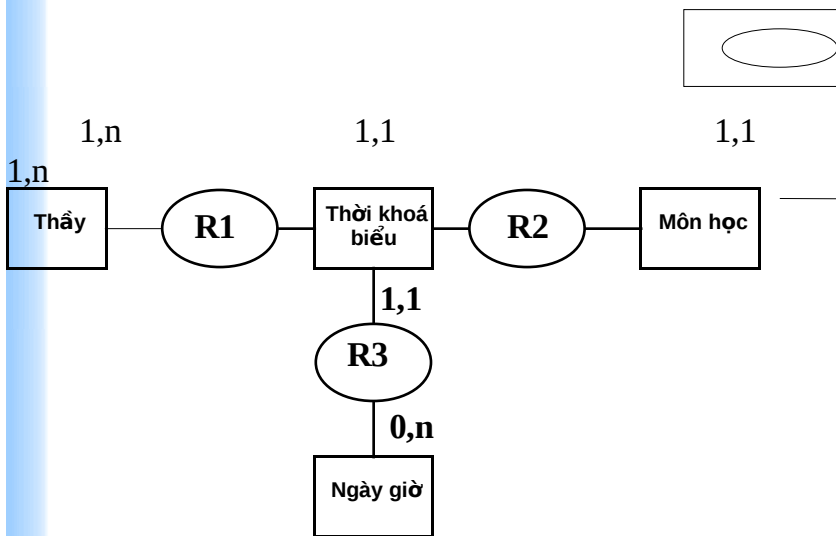 1,n
1,1
1,1
1,n
Thầy
R1
Thời khoá
biểu
R2
Môn học
1,1
R3
0,n
Ngày giờ